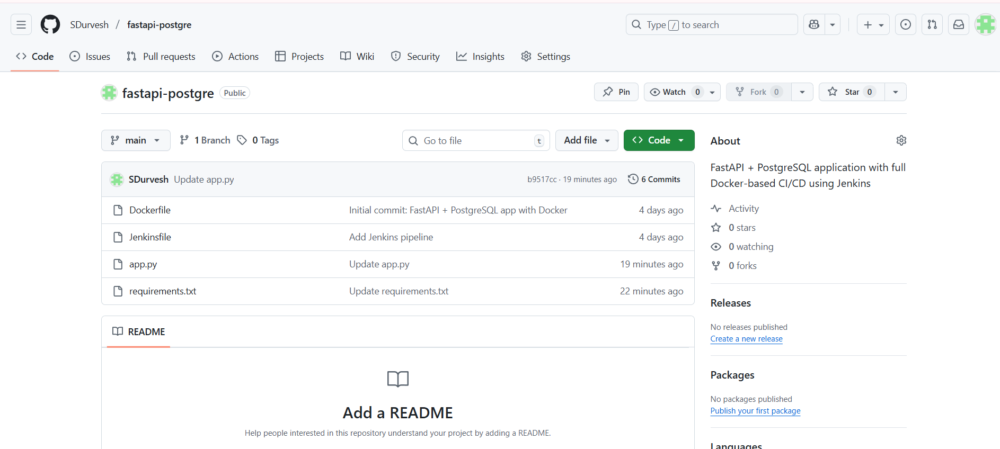 SDurvesh / fastapi-postgre
Type / to search
Code
Issues
Pull requests
Actions
Projects
Wiki
Security
Insights
Settings
fastapi-postgre Public
Pin
Watch 0
Fork 0
Star 0
main
1 Branch
0 Tags
Go to file t
Add file
Code
SDurvesh Update app.py b9517cc · 19 minutes ago 6 Commits
Dockerfile Initial commit: FastAPI + PostgreSQL app with Docker 4 days ago
Jenkinsfile Add Jenkins pipeline 4 days ago
app.py Update app.py 19 minutes ago
requirements.txt Update requirements.txt 22 minutes ago
README
Add a README
Help people interested in this repository understand your project by adding a README.
About
FastAPI + PostgreSQL application with full
Docker-based CI/CD using Jenkins
Activity
0 stars
0 watching
0 forks
Releases
No releases published
Create a new release
Packages
No packages published
Publish your first package
Languages